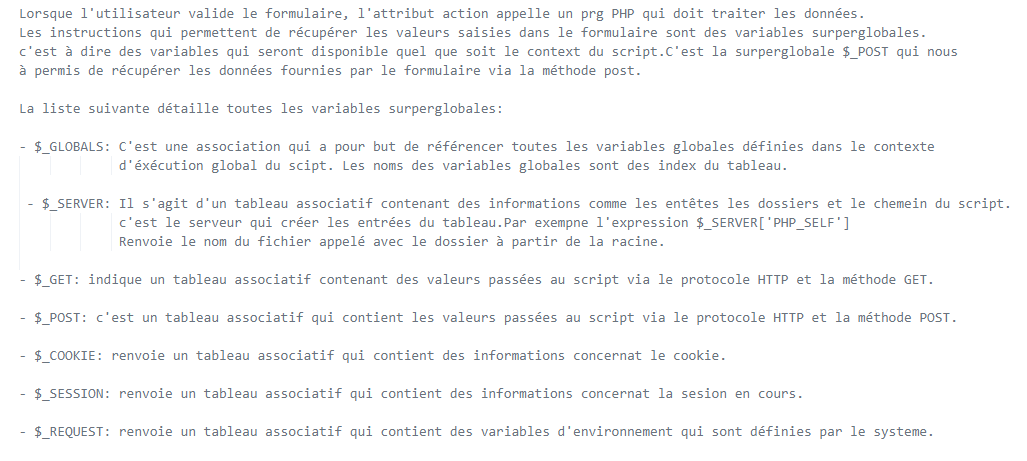 Lorsque l'utilisateur valide le formulaire, l'attribut action appelle un prg PHP qui doit traiter les données.
Les instructions qui permettent de récupérer les valeurs saisies dans le formulaire sont des variables surperglobales.
c'est à dire des variables qui seront disponible quel que soit le context du script.C'est la surperglobale $_POST qui nous
à permis de récupérer les données fournies par le formulaire via la méthode post.
La liste suivante détaille toutes les variables surperglobales:
- $_GLOBALS: C'est une association qui a pour but de référencer toutes les variables globales définies dans le contexte
d'éxécution global du scipt. Les noms des variables globales sont des index du tableau.
- $_SERVER: Il s'agit d'un tableau associatif contenant des informations comme les entêtes les dossiers et le chemein du script.
c'est le serveur qui créer les entrées du tableau.Par exempne l'expression $_SERVER['PHP_SELF']
Renvoie le nom du fichier appelé avec le dossier à partir de la racine.
- $_GET: indique un tableau associatif contenant des valeurs passées au script via le protocole HTTP et la méthode GET.
- $_POST: c'est un tableau associatif qui contient les valeurs passées au script via le protocole HTTP et la méthode POST.
- $_COOKIE: renvoie un tableau associatif qui contient des informations concernat le cookie.
- $_SESSION: renvoie un tableau associatif qui contient des informations concernat la sesion en cours.
- $_REQUEST: renvoie un tableau associatif qui contient des variables d'environnement qui sont définies par le systeme.